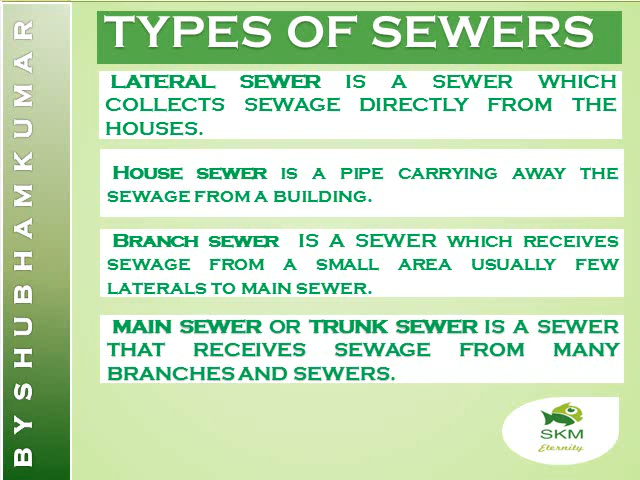 TYPES OF SEWERS
LATERAL SEWER IS A SEWER WHICH
COLLECTS SEWAGE DIRECTLY FROM THE
HOUSES.
HOUSE SEWER IS A PIPE CARRYING AWAY THE
SEWAGE FROM A BUILDING.
BRANCH SEWER IS A SEWER WHICH RECEIVES
SEWAGE FROM A SMALL AREA USUALLY FEW
LATERALS TO MAIN SEWER.
MAIN SEWER OR TRUNK SEWER IS A SEWER
THAT RECEIVES SEWAGE FROM MANY
BRANCHES AND SEWERS.
BY SHUBHAM KUMAR
SKM
Eternity